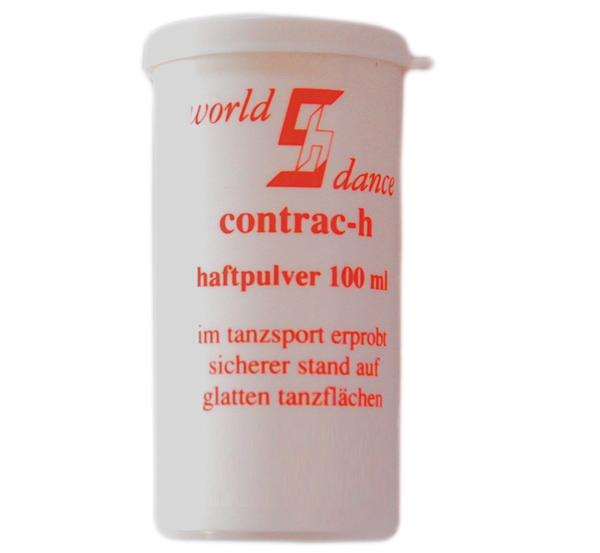 world
dance
contrac-h
haftpulver 100 ml
im tanzsport erprobt
sicherer stand auf
glatten tanzflächen